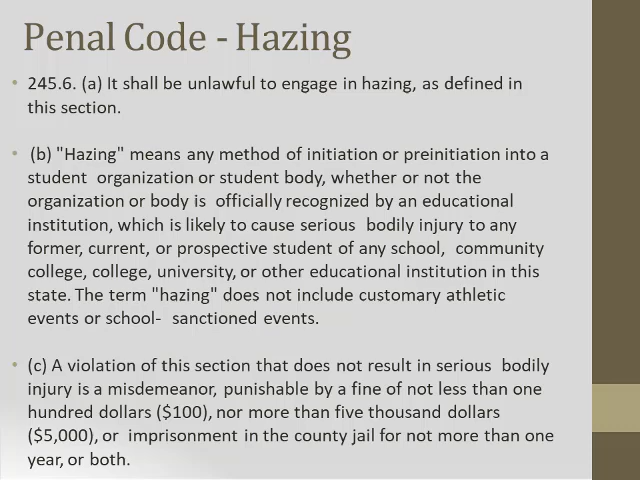 Penal Code - Hazing
• 245.6. (a) It shall be unlawful to engage in hazing, as defined in
this section.
• (b) "Hazing" means any method of initiation or preinitiation into a
student organization or student body, whether or not the
organization or body is officially recognized by an educational
institution, which is likely to cause serious bodily injury to any
former, current, or prospective student of any school, community
college, college, university, or other educational institution in this
state. The term "hazing" does not include customary athletic
events or school- sanctioned events.
• (c) A violation of this section that does not result in serious bodily
injury is a misdemeanor, punishable by a fine of not less than one
hundred dollars ($100), nor more than five thousand dollars
($5,000), or imprisonment in the county jail for not more than one
year, or both.